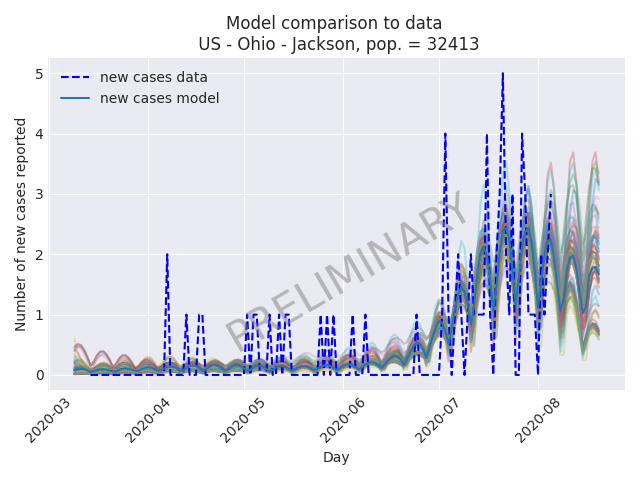 Model comparison to data
US - Ohio - Jackson, pop. = 32413
new cases data
new cases model
PRELIMINARY
Number of new cases reported
5
4
3
2
1
0
2020-03
2020-04
2020-05
2020-06
2020-07
2020-08
Day